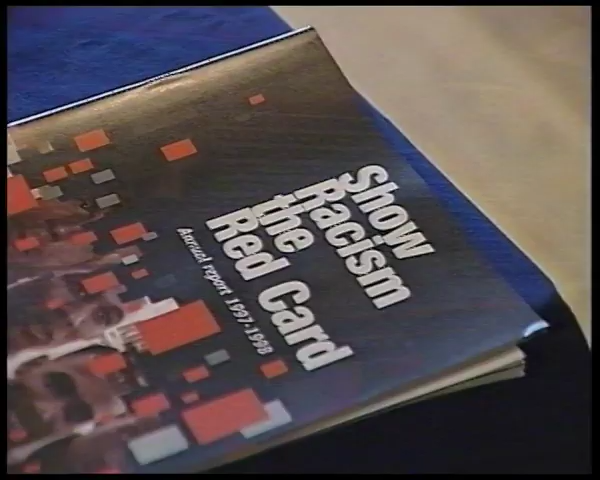 Show
Racism
the
Red Card
Annual report 1997-1998